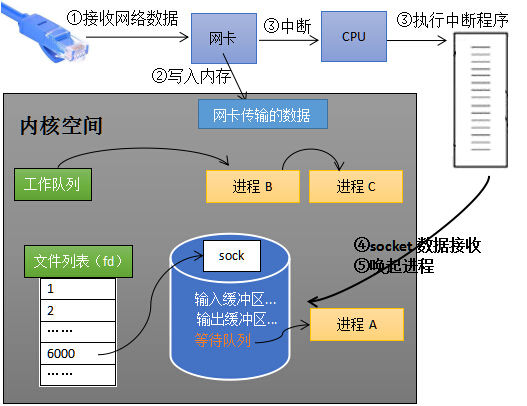 ①接收网络数据
网卡
③中断
CPU
③执行中断程序
②写入内存
网卡传输的数据
内核空间
工作队列
进程 B
进程 C
④socket 数据接收
⑤唤起进程
文件列表（fd）
sock
1
2
……
6000
……
输入缓冲区...
输出缓冲区...
等待队列
进程 A